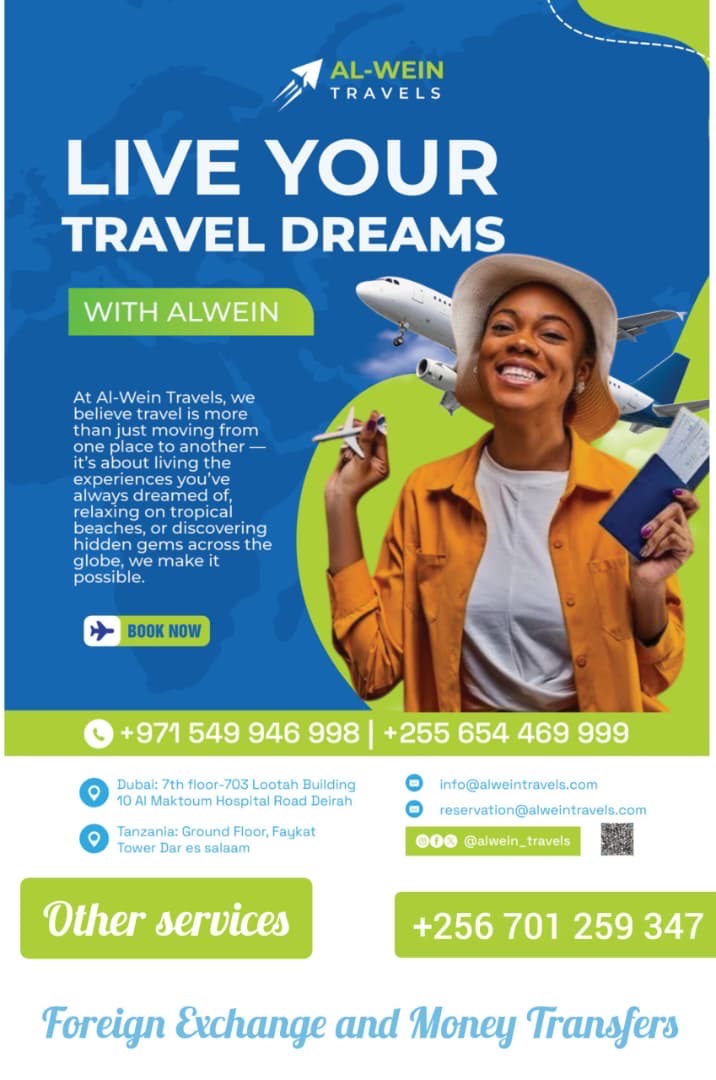 AL-WEIN
TRAVELS
LIVE YOUR
TRAVEL DREAMS
WITH ALWEIN
At Al-Wein Travels, we
believe travel is more
than just moving from
one place to another —
it's about living the
experiences you've
always dreamed of,
relaxing on tropical
beaches, or discovering
hidden gems across the
globe, we make it
possible.
BOOK NOW
+971 549 946 998 | +255 654 469 999
Dubai: 7th floor-703 Lootah Building
10 Al Maktoum Hospital Road Deirah
Tanzania: Ground Floor, Faykat
Tower Dar es salaam
info@alweintravels.com
reservation@alweintravels.com
@alwein_travels
Other services
+256 701 259 347
Foreign Exchange and Money Transfers